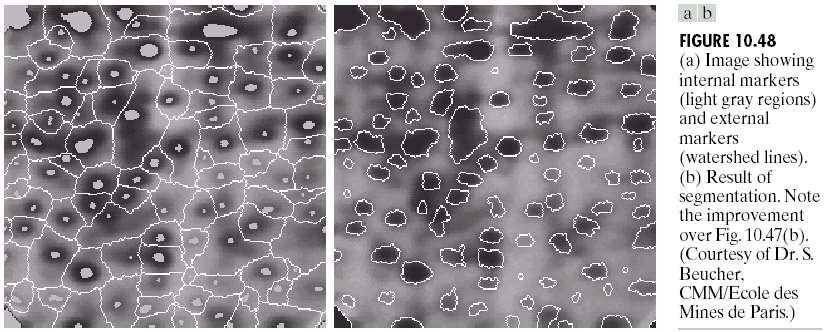 a b
FIGURE 10.48
(a) Image showing
internal markers
(light gray regions)
and external
markers
(watershed lines).
(b) Result of
segmentation. Note
the improvement
over Fig. 10.47(b).
(Courtesy of Dr. S.
Beucher,
CMM/Ecole des
Mines de Paris.)